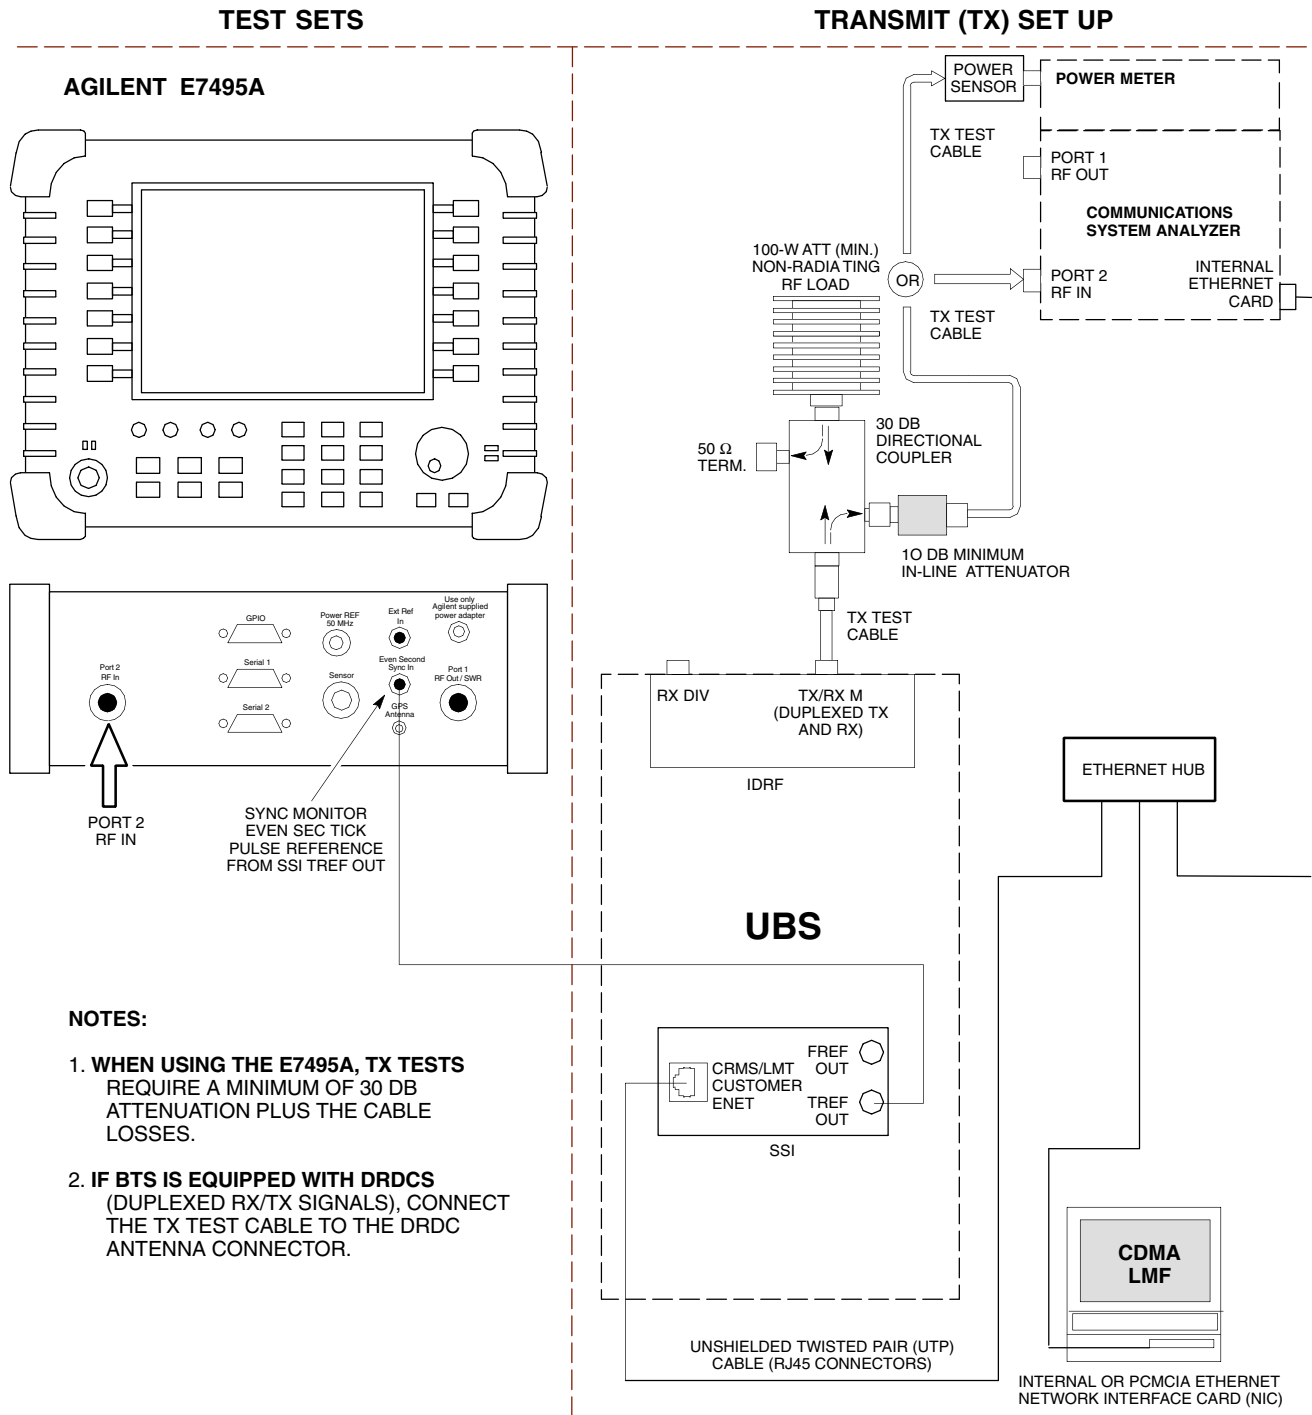 TEST SETS
TRANSMIT (TX) SET UP
AGILENT E7495A
POWER
SENSOR
POWER METER
TX TEST
CABLE
PORT 1
RF OUT
COMMUNICATIONS
SYSTEM ANALYZER
100-W ATT (MIN.)
NON-RADIA TING
RF LOAD
OR
PORT 2
RF IN
INTERNAL
ETHERNET
CARD
TX TEST
CABLE
50 Ω
TERM.
30 DB
DIRECTIONAL
COUPLER
1O DB MINIMUM
IN-LINE ATTENUATOR
TX TEST
CABLE
GPIO
Power REF
50 MHz
Ext Ref
In
Use only
Agilent supplied
power adapter
Port 2
RF In
Serial 1
Sensor
Even Second
Sync In
Port 1
RF Out / SWR
Serial 2
GPS
Antenna
PORT 2
RF IN
SYNC MONITOR
EVEN SEC TICK
PULSE REFERENCE
FROM SSI TREF OUT
RX DIV
TX/RX M
(DUPLEXED TX
AND RX)
IDRF
ETHERNET HUB
UBS
CRMS/LMT
CUSTOMER
ENET
FREF
OUT
TREF
OUT
SSI
NOTES:
1. WHEN USING THE E7495A, TX TESTS
REQUIRE A MINIMUM OF 30 DB
ATTENUATION PLUS THE CABLE
LOSSES.
2. IF BTS IS EQUIPPED WITH DRDCS
(DUPLEXED RX/TX SIGNALS), CONNECT
THE TX TEST CABLE TO THE DRDC
ANTENNA CONNECTOR.
CDMA
LMF
UNSHIELDED TWISTED PAIR (UTP)
CABLE (RJ45 CONNECTORS)
INTERNAL OR PCMCIA ETHERNET
NETWORK INTERFACE CARD (NIC)